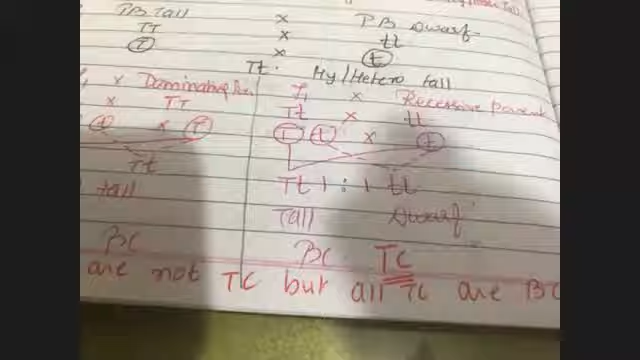 PB Tall × PB Dwarf
TT × tt
T × t
Tt. Hy/Hetero tall
× Dominating
× TT
t × T
Tt
tall
BC
F1 × Recessive parent
Tt × tt
T t × t
Tt 1 : 1 tt
Tall Dwarf
BC TC
are not TC but all TC are BC